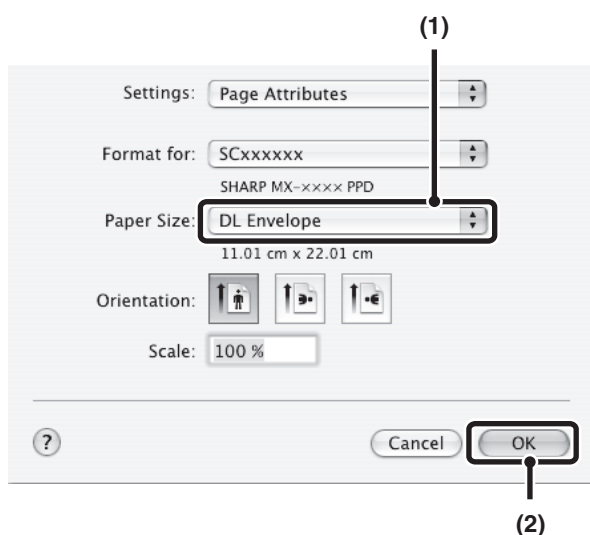 (1)
Settings: Page Attributes
Format for: SCxxxxxx
SHARP MX-×××× PPD
Paper Size: DL Envelope
11.01 cm x 22.01 cm
Orientation:
Scale: 100 %
? Cancel OK
(2)